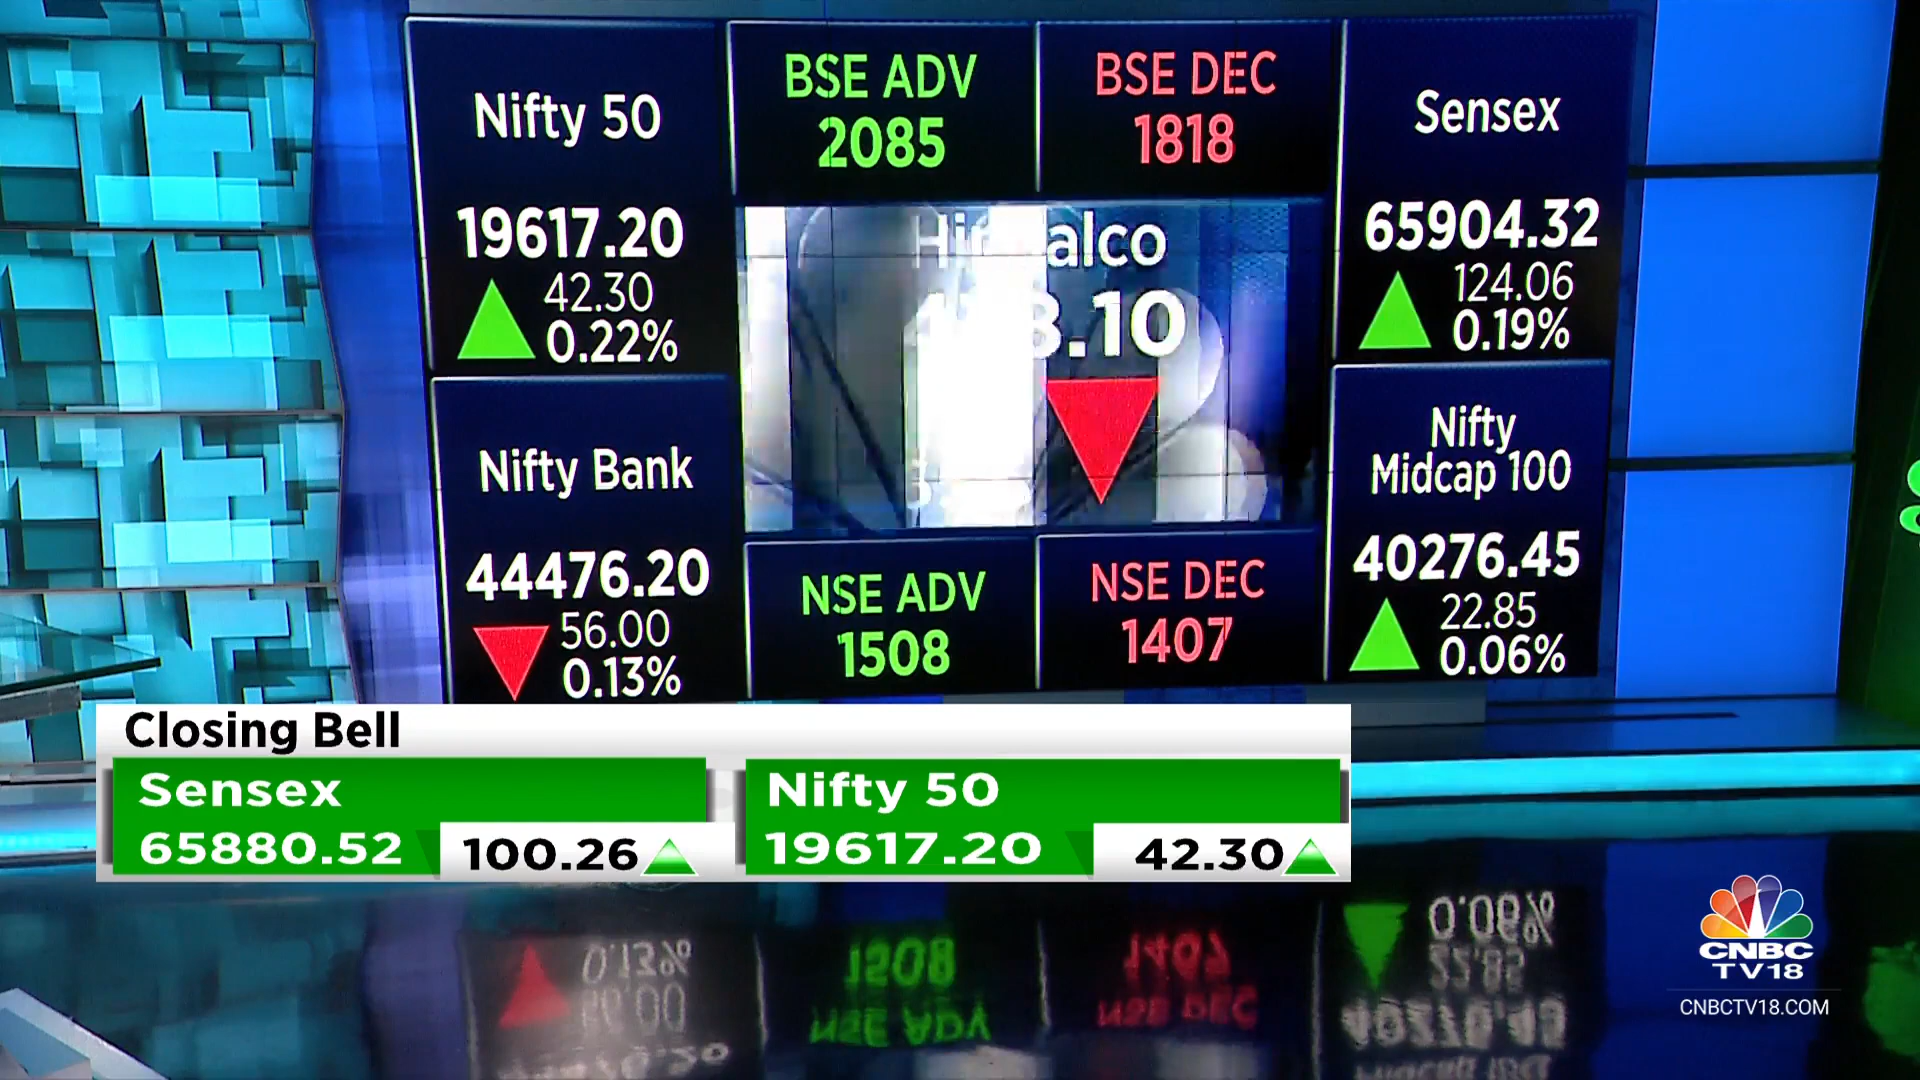 Nifty 50
19617.20
42.30
0.22%
BSE ADV
2085
BSE DEC
1818
Sensex
65904.32
124.06
0.19%
.10
Nifty Bank
44476.20
56.00
0.13%
NSE ADV
1508
NSE DEC
1407
Nifty
Midcap 100
40276.45
22.85
0.06%
Closing Bell
Sensex
65880.52
100.26
Nifty 50
19617.20
42.30
CNBC
TV18
CNBCTV18.COM